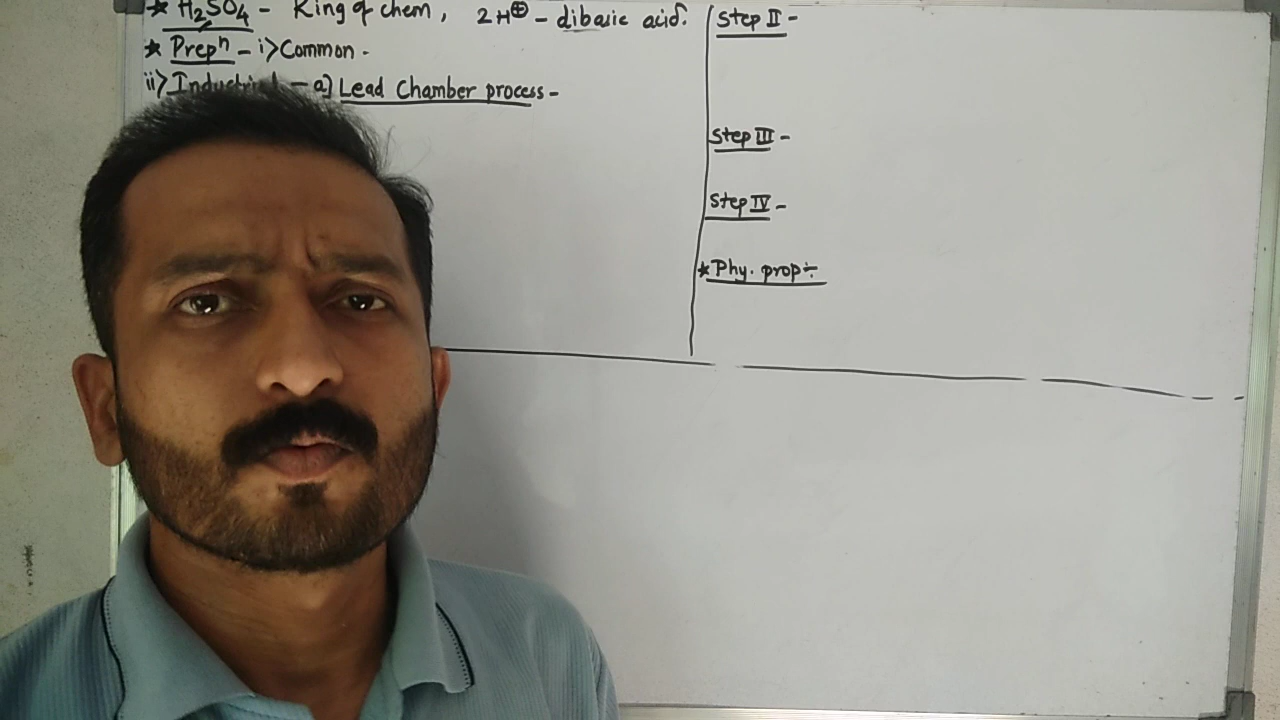 ★ H₂SO₄ - King of chem, 2H⊕ - dibasic acid.
★ Prepⁿ - i) Common -
ii) Industrial - a] Lead Chamber process -
Step II -
Step III -
Step IV -
★ Phy. prop÷